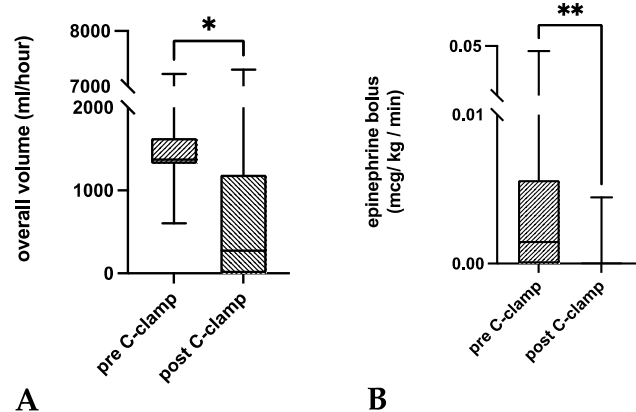 *
8000
7000
2000
1000
0
overall volume (ml/hour)
pre C-clamp
post C-clamp
A
**
0.05
0.01
0.00
epinephrine bolus
(mcg/ kg / min)
pre C-clamp
post C-clamp
B